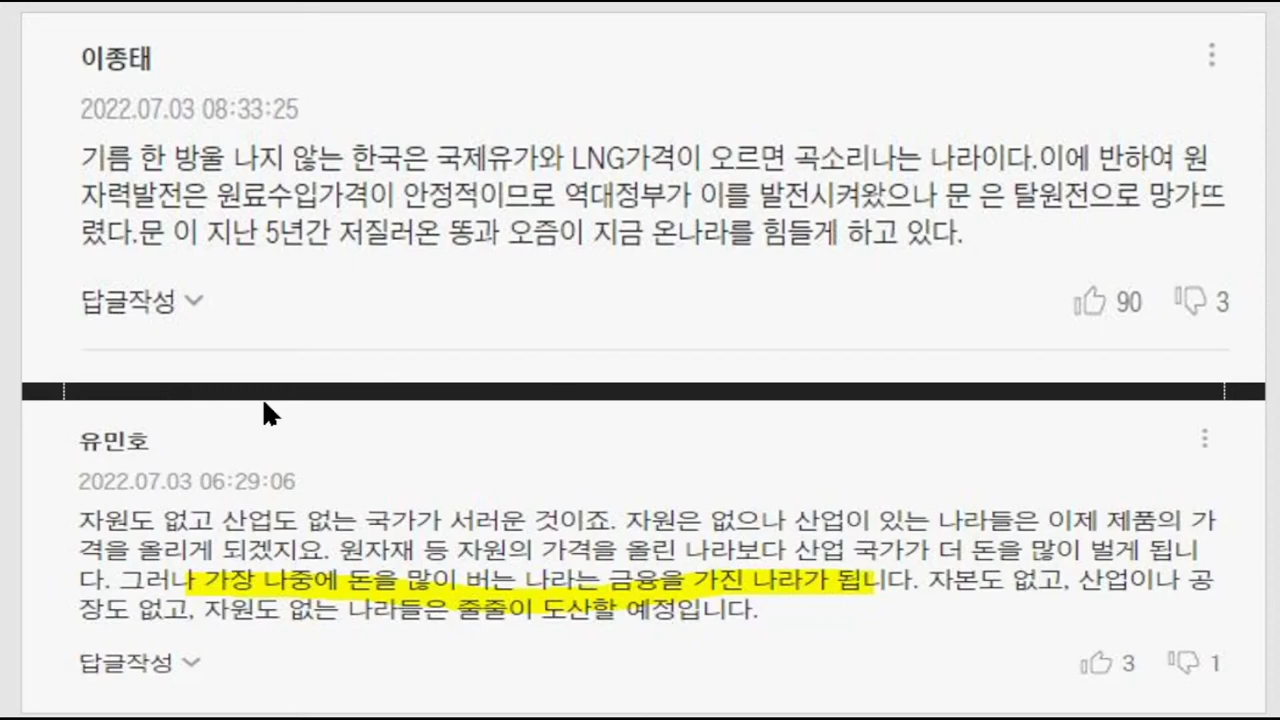 이종태
2022.07.03 08:33:25
기름 한 방울 나지 않는 한국은 국제유가와 LNG가격이 오르면 곡소리나는 나라이다.이에 반하여 원
자력발전은 원료수입가격이 안정적이므로 역대정부가 이를 발전시켜왔으나 문 은 탈원전으로 망가뜨
렸다.문 이 지난 5년간 저질러온 똥과 오즘이 지금 온나라를 힘들게 하고 있다.
답글작성
90 3
유민호
2022.07.03 06:29:06
자원도 없고 산업도 없는 국가가 서러운 것이죠. 자원은 없으나 산업이 있는 나라들은 이제 제품의 가
격을 올리게 되겠지요. 원자재 등 자원의 가격을 올린 나라보다 산업 국가가 더 돈을 많이 벌게 됩니
다. 그러나 가장 나중에 돈을 많이 버는 나라는 금융을 가진 나라가 됩니다. 자본도 없고, 산업이나 공
장도 없고, 자원도 없는 나라들은 줄줄이 도산할 예정입니다.
답글작성
3 1